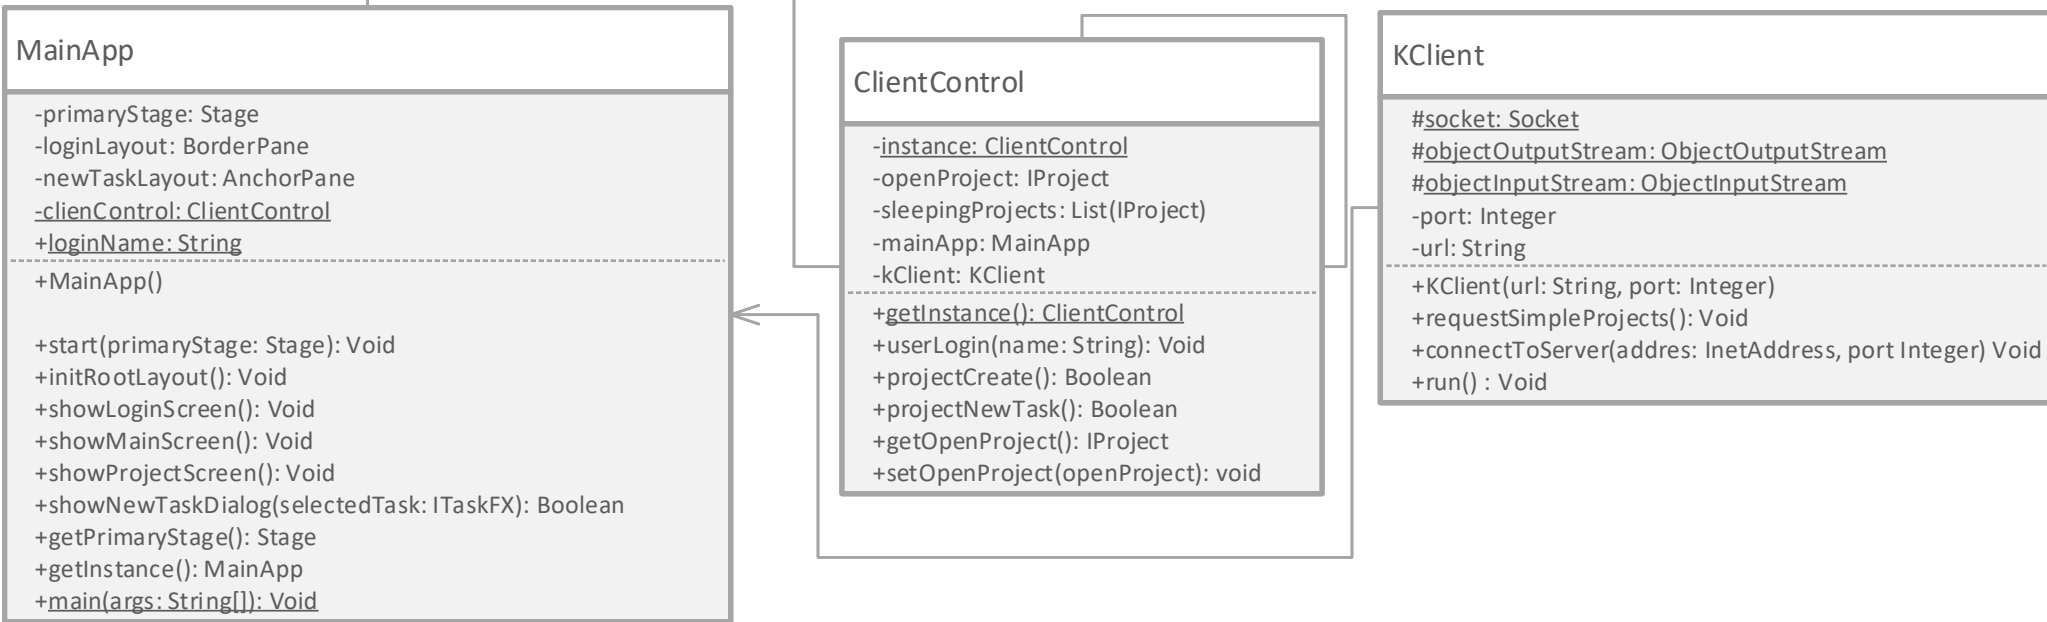 MainApp
-primaryStage: Stage
-loginLayout: BorderPane
-newTaskLayout: AnchorPane
-clienControl: ClientControl
+loginName: String
+MainApp()
+start(primaryStage: Stage): Void
+initRootLayout(): Void
+showLoginScreen(): Void
+showMainScreen(): Void
+showProjectScreen(): Void
+showNewTaskDialog(selectedTask: ITaskFX): Boolean
+getPrimaryStage(): Stage
+getInstance(): MainApp
+main(args: String[]): Void
ClientControl
-instance: ClientControl
-openProject: IProject
-sleepingProjects: List(IProject)
-mainApp: MainApp
-kClient: KClient
+getInstance(): ClientControl
+userLogin(name: String): Void
+projectCreate(): Boolean
+projectNewTask(): Boolean
+getOpenProject(): IProject
+setOpenProject(openProject): void
KClient
#socket: Socket
#objectOutputStream: ObjectOutputStream
#objectInputStream: ObjectInputStream
-port: Integer
-url: String
+KClient(url: String, port: Integer)
+requestSimpleProjects(): Void
+connectToServer(addres: InetAddress, port Integer) Void
+run() : Void